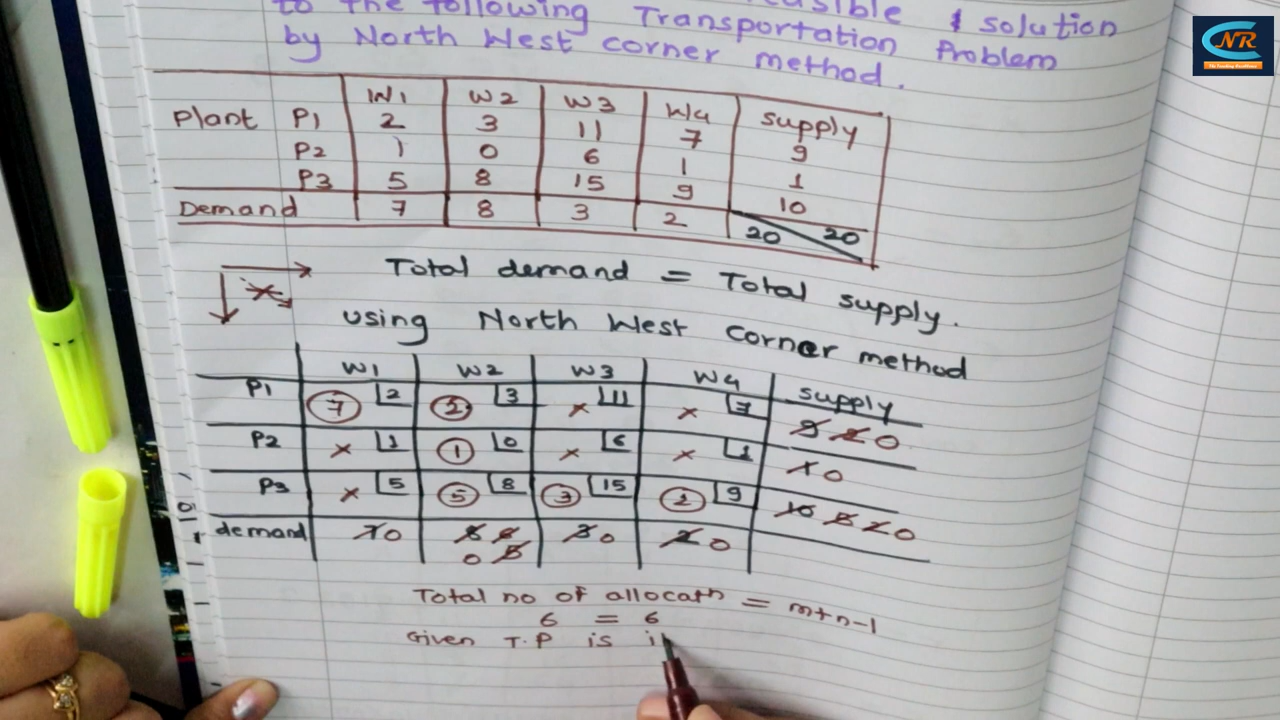 to the following Transportation Problem & solution
by North West corner method.
NR
W1 W2 W3 W4 supply
Plant P1 2 3 11 7 9
P2 1 0 6 1 1
P3 5 8 15 9 10
Demand 7 8 3 2 20 20
Total demand = Total supply.
using North West corner method
W1 W2 W3 W4 supply
P1 7 2 2 3 x 11 x 7 9 2 0
P2 x 1 1 0 x 6 x 1 1 0
P3 x 5 5 8 3 15 2 9 10 5 2 0
demand 7 0 8 6 3 0 2 0
0 5
Total no of allocatn = m+n-1
6 = 6
Given T.P is i